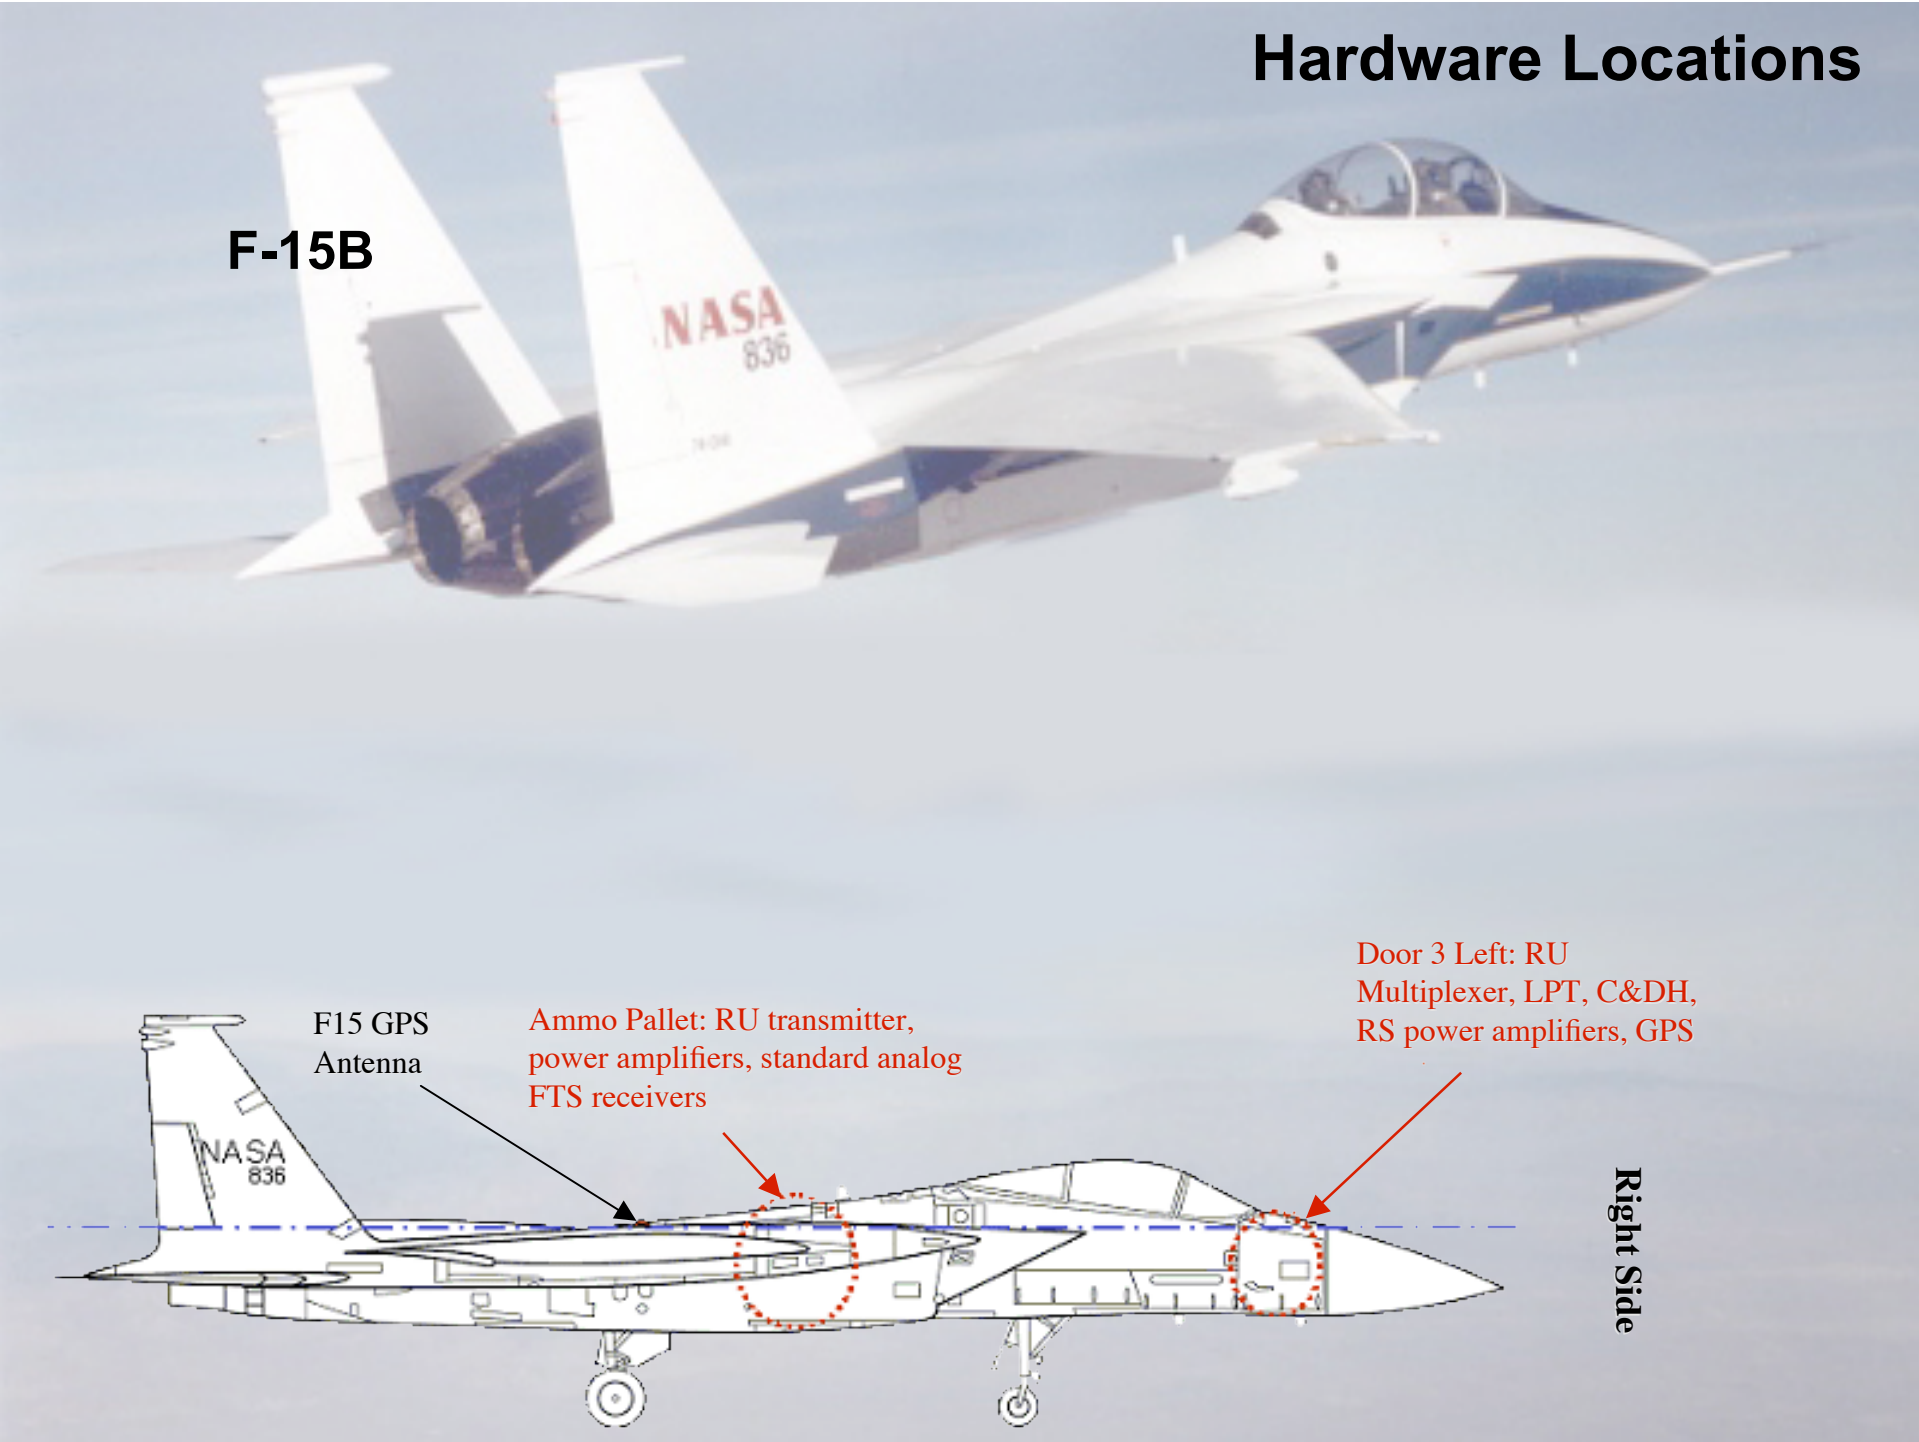 Hardware Locations
F-15B
NASA
836
Door 3 Left: RU
Multiplexer, LPT, C&DH,
RS power amplifiers, GPS
F15 GPS
Antenna
Ammo Pallet: RU transmitter,
power amplifiers, standard analog
FTS receivers
NASA
836
Right Side